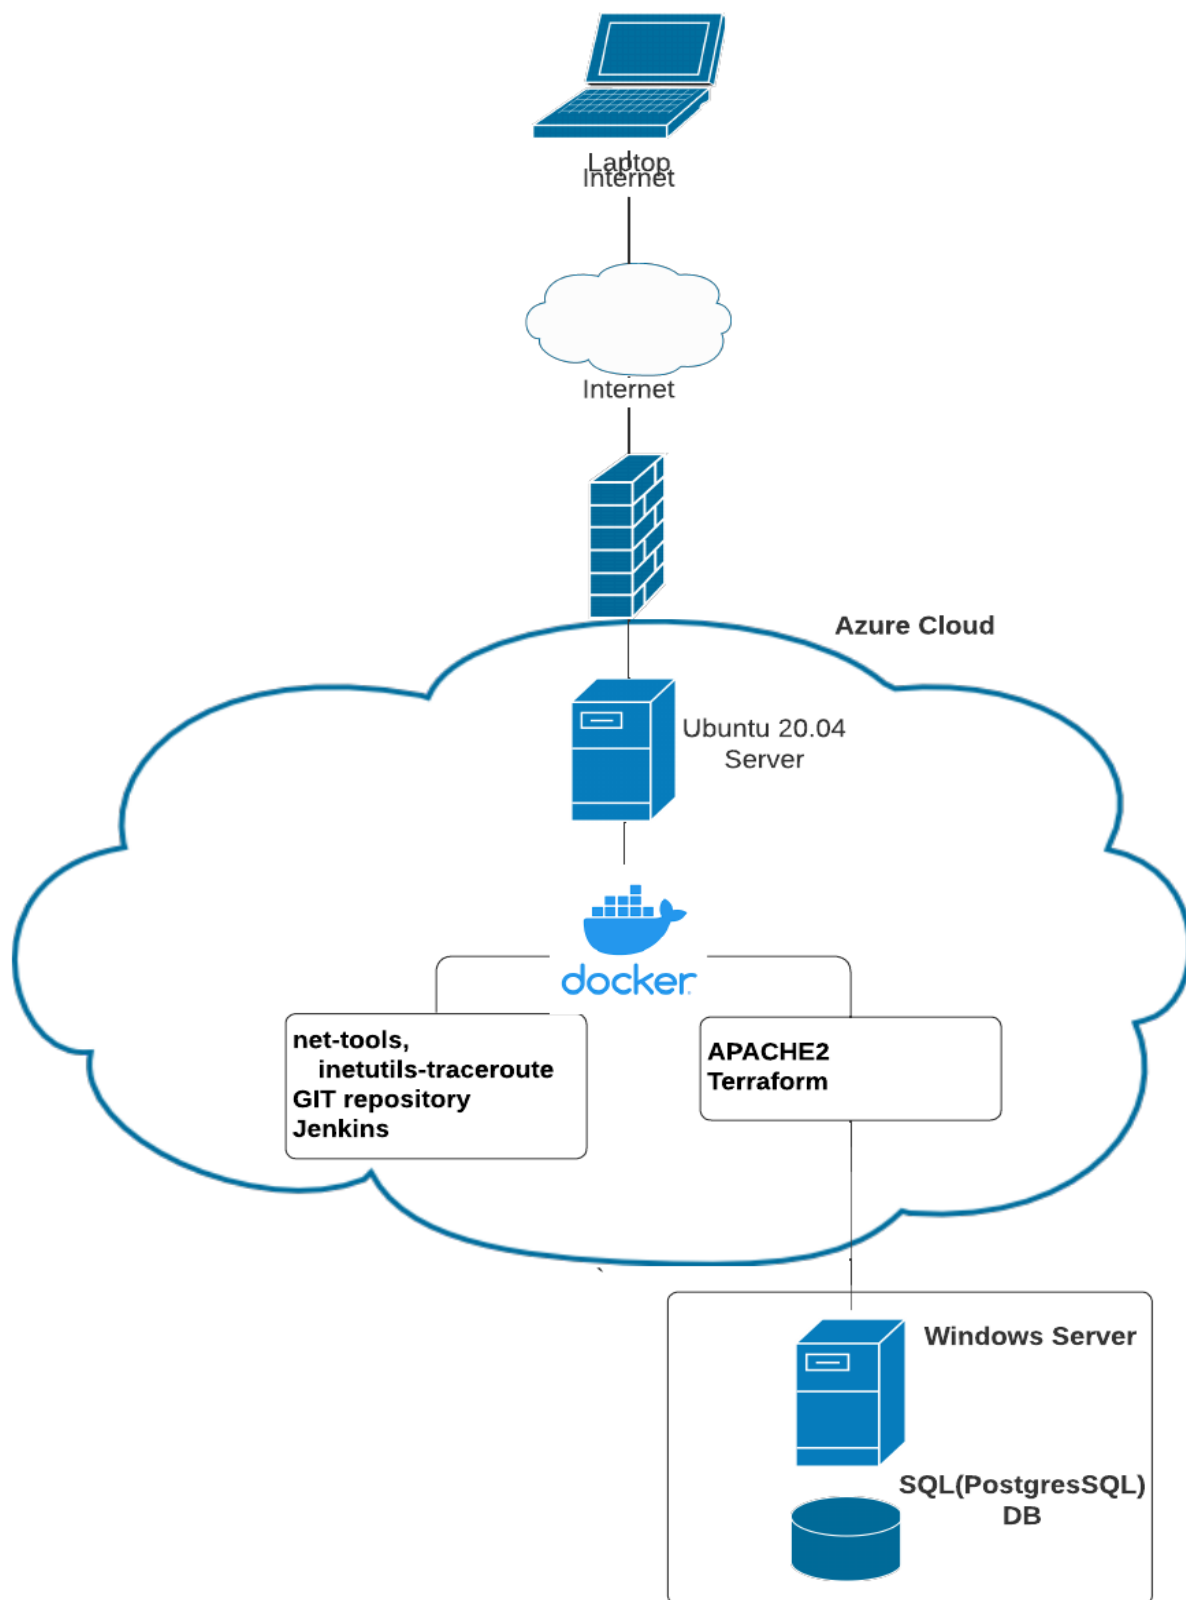 Laptop
Internet
Internet
Azure Cloud
Ubuntu 20.04
Server
docker
net-tools,
inetutils-traceroute
GIT repository
Jenkins
APACHE2
Terraform
`
Windows Server
SQL(PostgresSQL)
DB